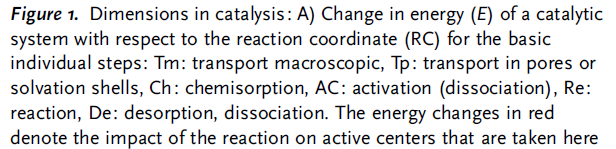 Figure 1. Dimensions in catalysis: A) Change in energy (E) of a catalytic
system with respect to the reaction coordinate (RC) for the basic
individual steps: Tm: transport macroscopic, Tp: transport in pores or
solvation shells, Ch: chemisorption, AC: activation (dissociation), Re:
reaction, De: desorption, dissociation. The energy changes in red
denote the impact of the reaction on active centers that are taken here